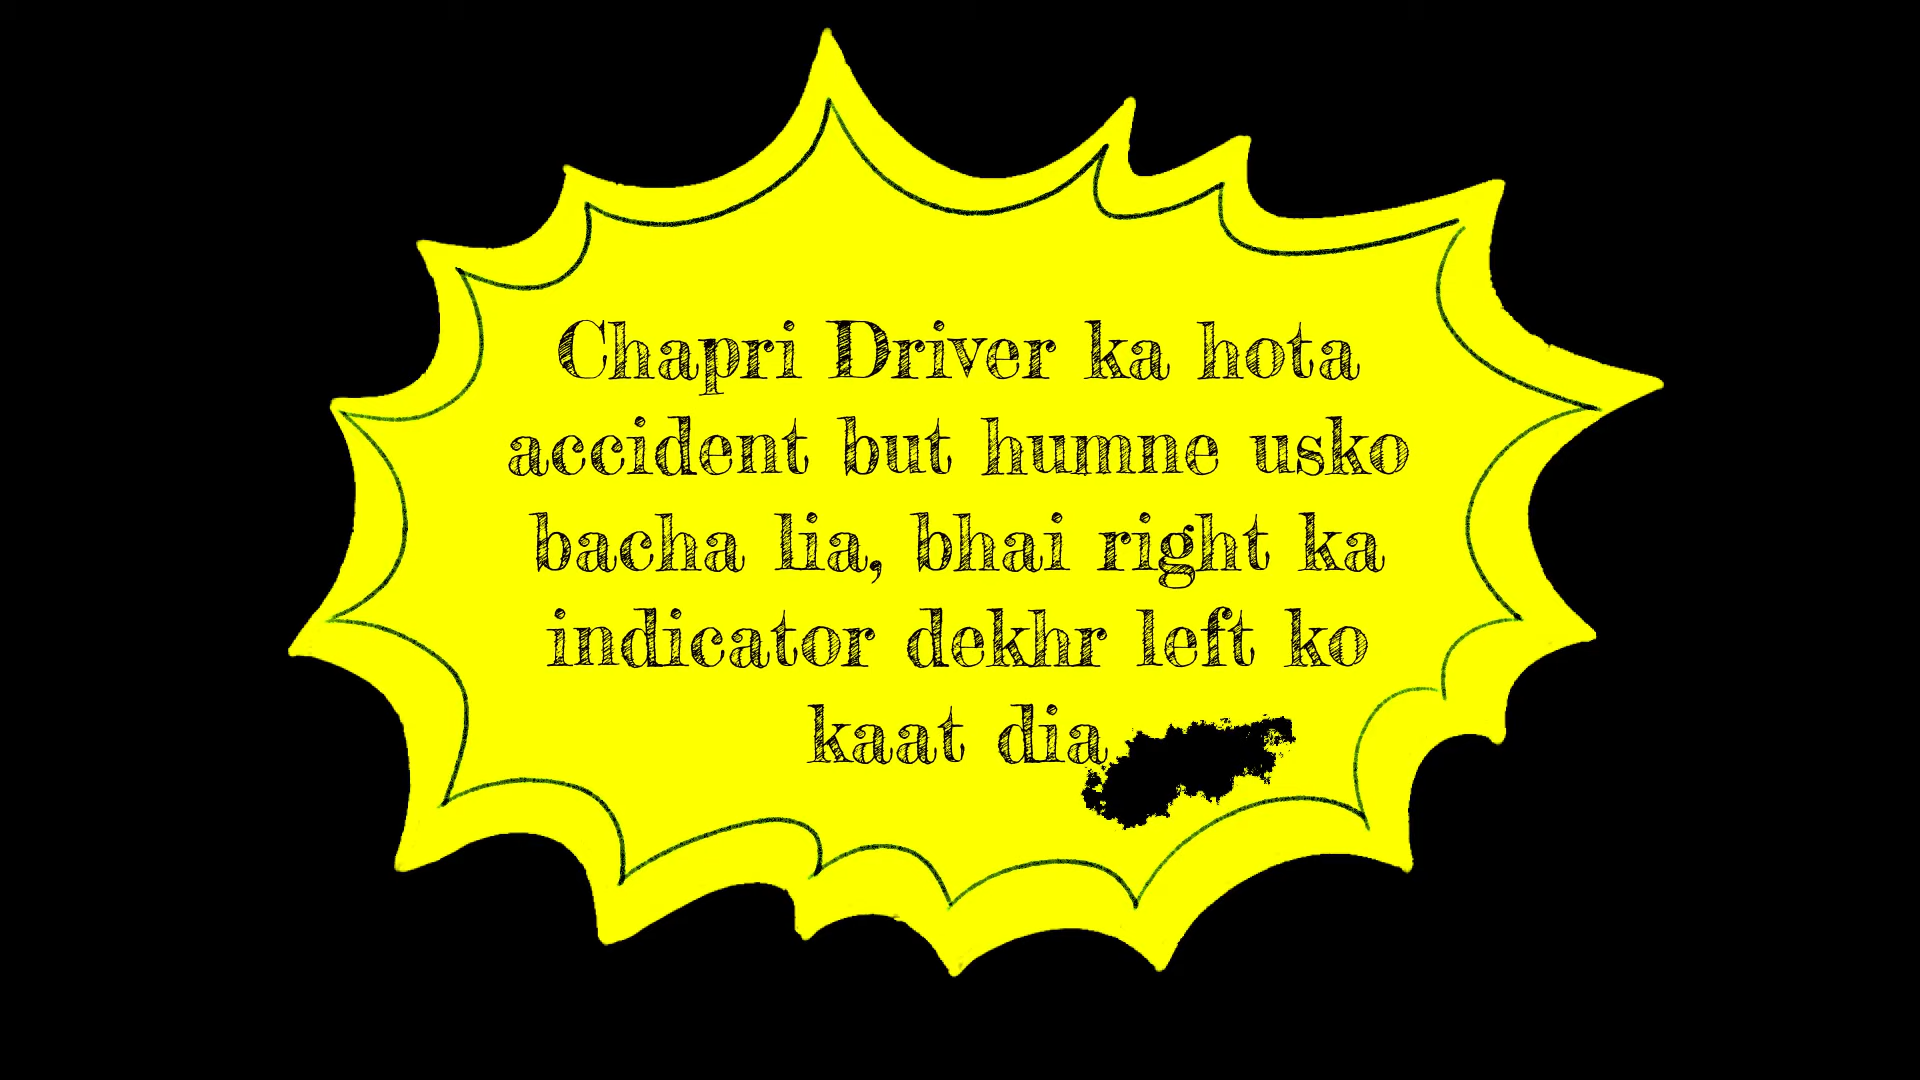 Chapri Driver ka hota
accident but humne usko
bacha lia, bhai right ka
indicator dekhr left ko
kaat dia